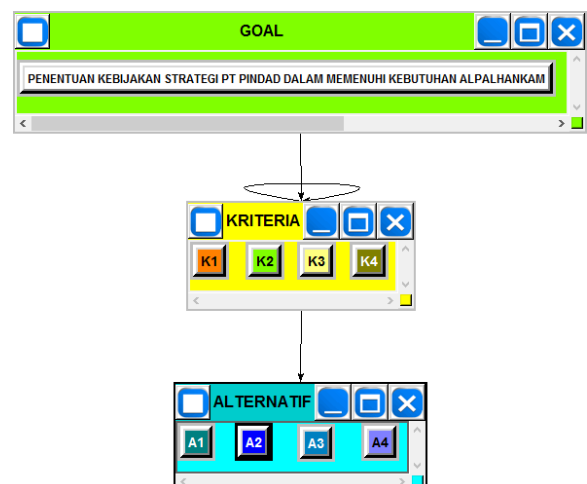 GOAL
PENENTUAN KEBIJAKAN STRATEGI PT PINDAD DALAM MEMENUHI KEBUTUHAN ALPALHANKAM
KRITERIA
K1 K2 K3 K4
ALTERNATIF
A1 A2 A3 A4